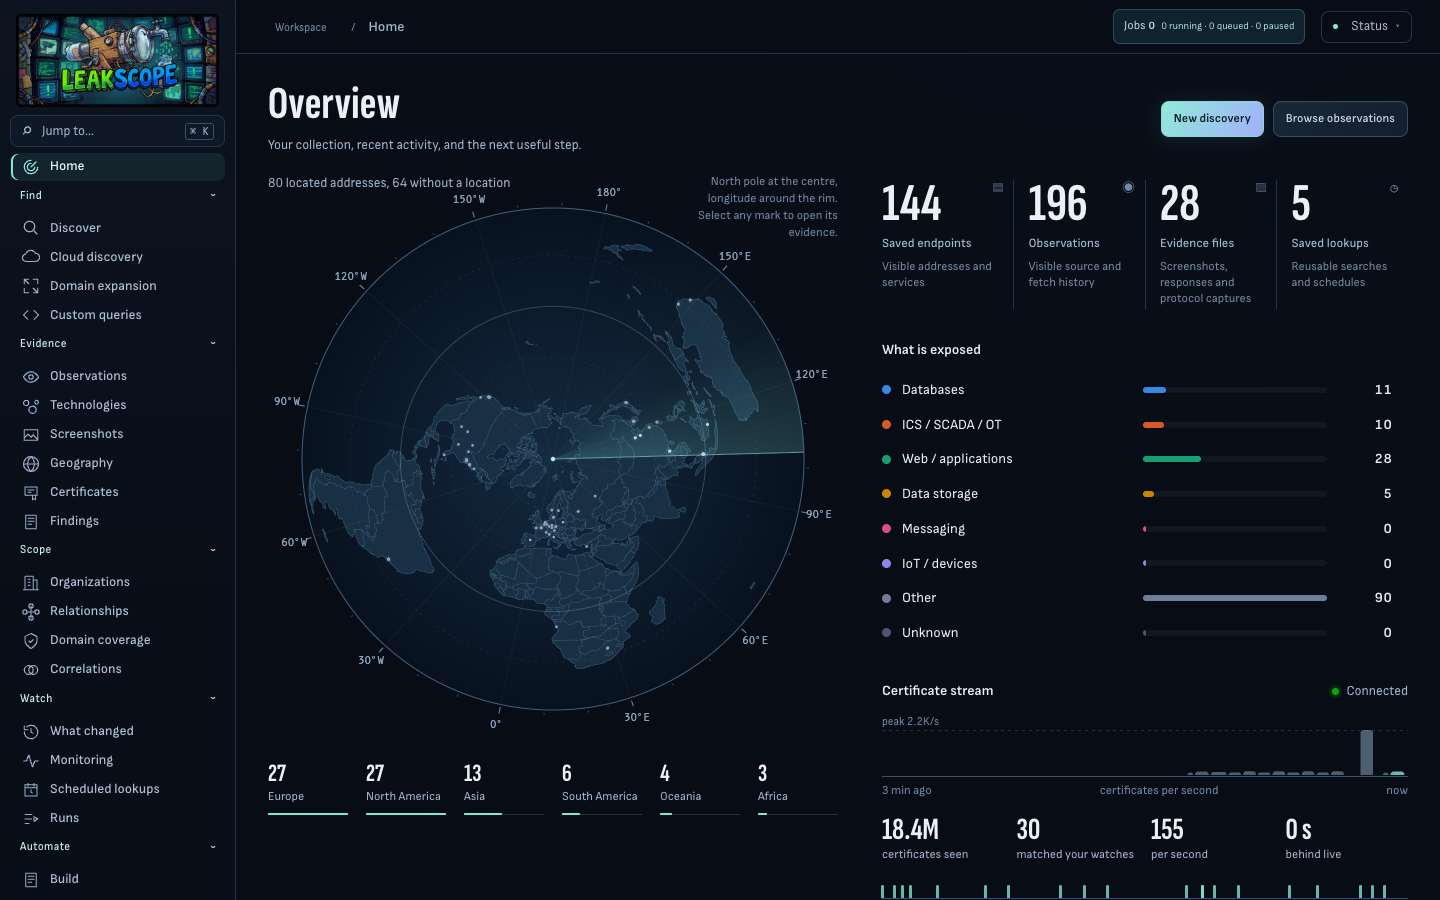 LEAKSCOPE
Jump to...
⌘ K
Home
Find
Discover
Cloud discovery
Domain expansion
Custom queries
Evidence
Observations
Technologies
Screenshots
Geography
Certificates
Findings
Scope
Organizations
Relationships
Domain coverage
Correlations
Watch
What changed
Monitoring
Scheduled lookups
Runs
Automate
Build
Workspace / Home
Jobs 0 0 running · 0 queued · 0 paused
Status
Overview
Your collection, recent activity, and the next useful step.
New discovery
Browse observations
80 located addresses, 64 without a location
North pole at the centre,
longitude around the rim.
Select any mark to open its
evidence.
180°
150°W
150°E
120°W
120°E
90°W
90°E
60°W
60°E
30°W
30°E
0°
27
Europe
27
North America
13
Asia
6
South America
4
Oceania
3
Africa
144
Saved endpoints
Visible addresses and
services
196
Observations
Visible source and
fetch history
28
Evidence files
Screenshots,
responses and
protocol captures
5
Saved lookups
Reusable searches
and schedules
What is exposed
Databases 11
ICS / SCADA / OT 10
Web / applications 28
Data storage 5
Messaging 0
IoT / devices 0
Other 90
Unknown 0
Certificate stream
Connected
peak 2.2K/s
3 min ago certificates per second now
18.4M
certificates seen
30
matched your watches
155
per second
0 s
behind live